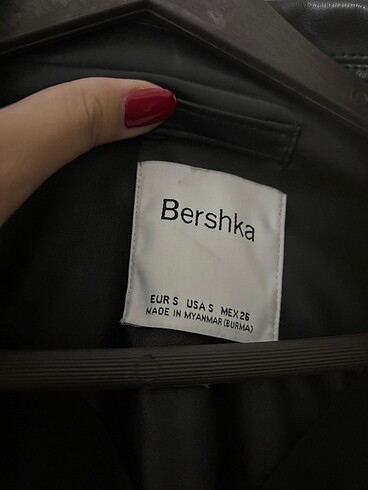 Bershka
EUR S USA S MEX 26
MADE IN MYANMAR (BURMA)